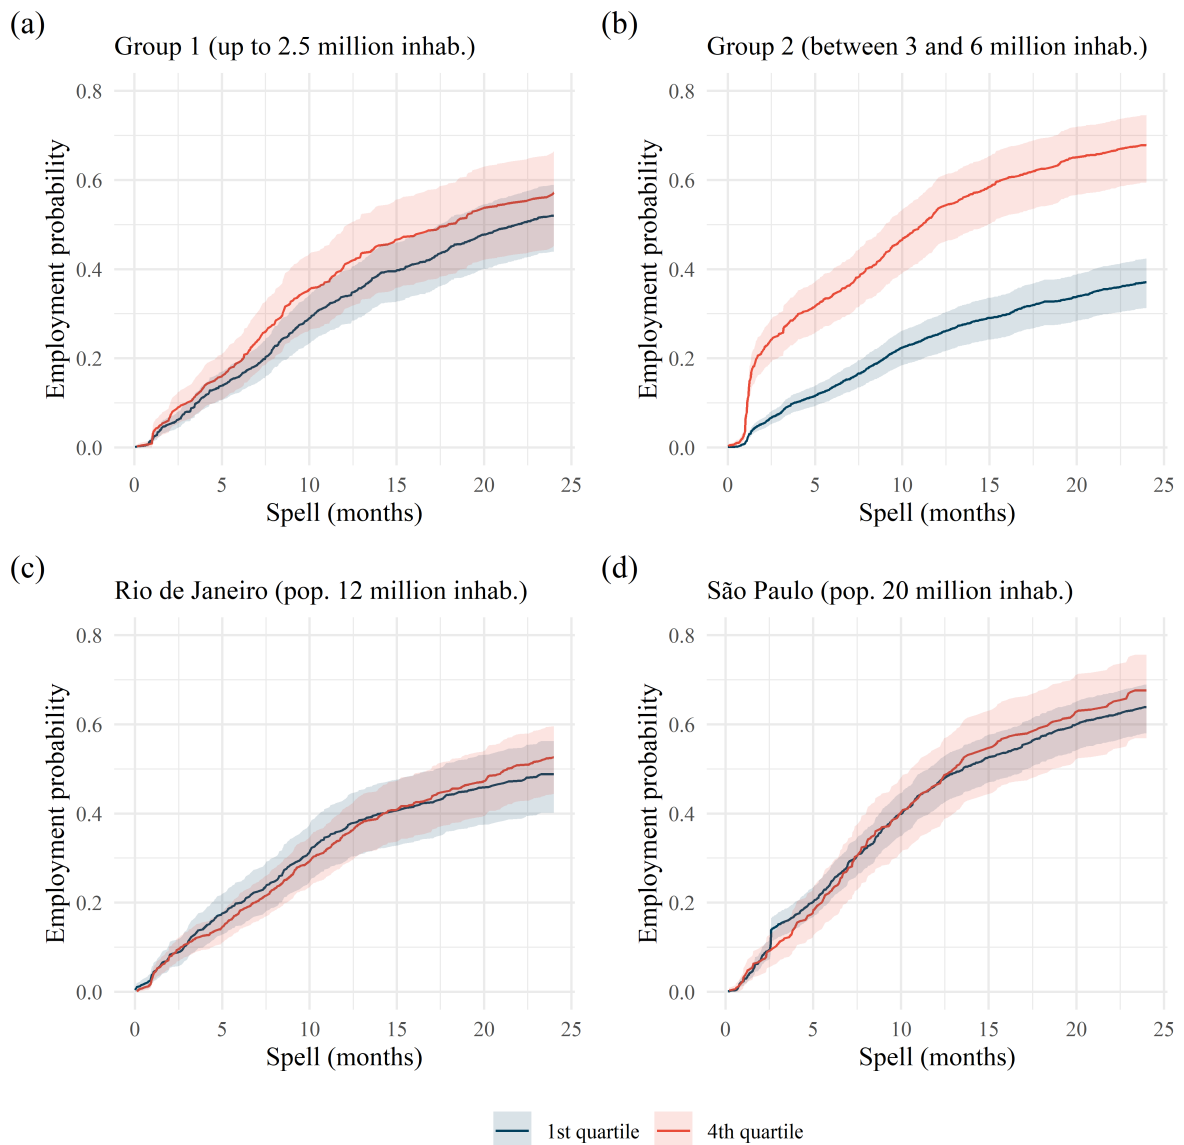 (a)
Group 1 (up to 2.5 million inhab.)
Employment probability
0.8
0.6
0.4
0.2
0.0
0 5 10 15 20 25
Spell (months)
(b)
Group 2 (between 3 and 6 million inhab.)
Employment probability
0.8
0.6
0.4
0.2
0.0
0 5 10 15 20 25
Spell (months)
(c)
Rio de Janeiro (pop. 12 million inhab.)
Employment probability
0.8
0.6
0.4
0.2
0.0
0 5 10 15 20 25
Spell (months)
(d)
São Paulo (pop. 20 million inhab.)
Employment probability
0.8
0.6
0.4
0.2
0.0
0 5 10 15 20 25
Spell (months)
1st quartile 4th quartile